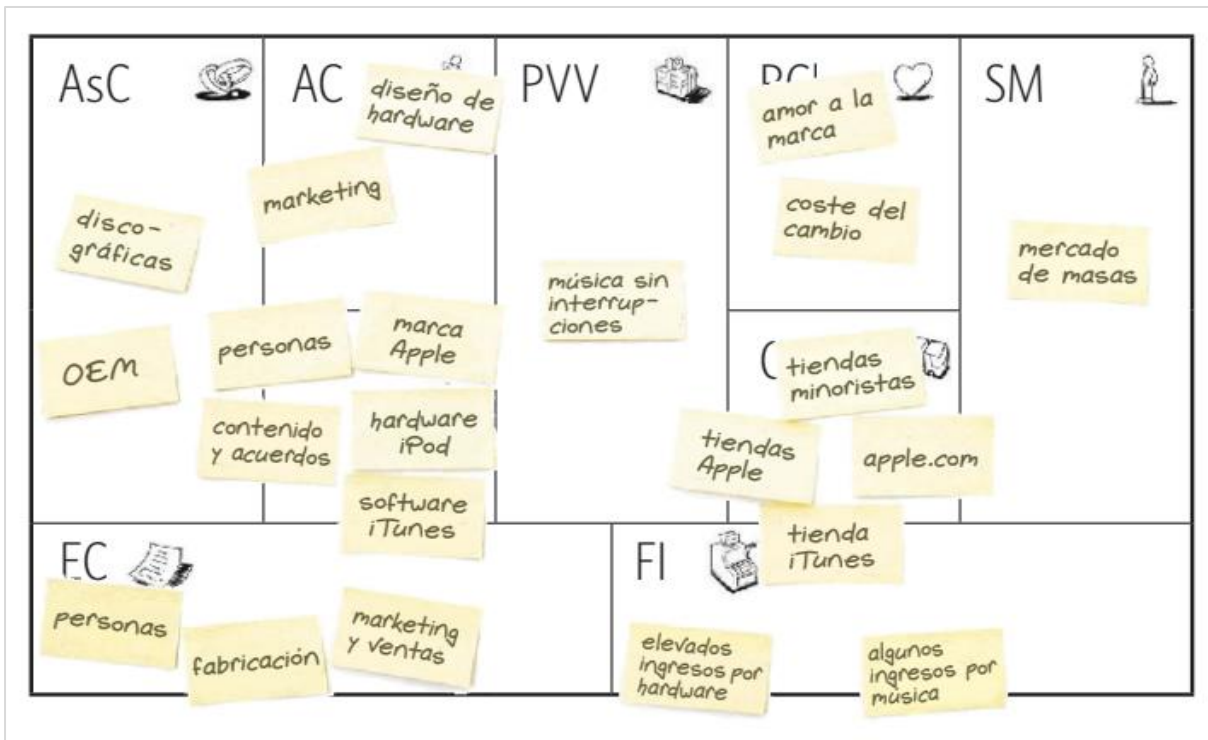 AsC
disco-
gráficas
OEM
AC
diseño de
hardware
marketing
personas
marca
Apple
contenido
y acuerdos
hardware
iPod
software
iTunes
PVV
música sin
interrup-
ciones
amor a la
marca
coste del
cambio
tiendas
minoristas
tiendas
Apple
apple.com
tienda
iTunes
SM
mercado
de masas
EC
personas
fabricación
marketing
y ventas
FI
elevados
ingresos por
hardware
algunos
ingresos por
música